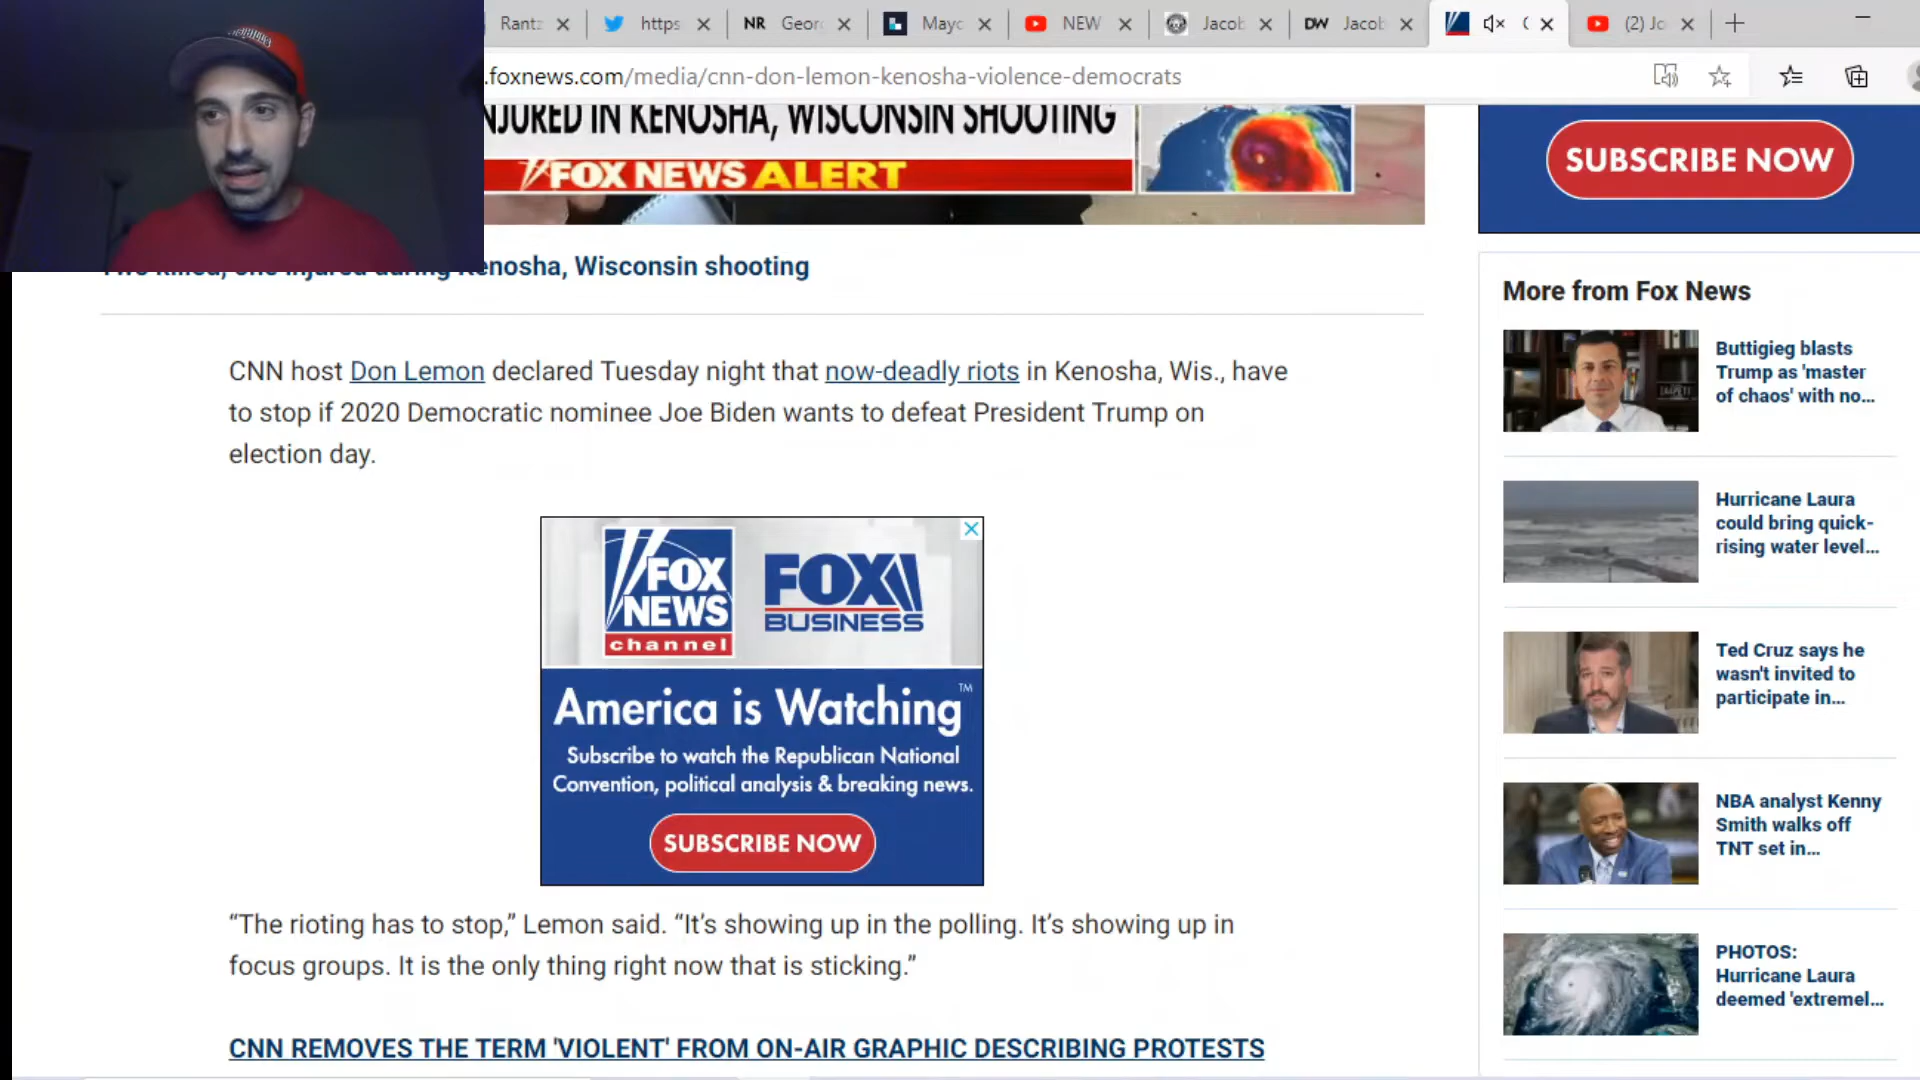 Rantz
https
NR Geor
Mayc
NEW
Jacob
DW Jacob
(2) Jo
.foxnews.com/media/cnn-don-lemon-kenosha-violence-democrats
NJURED IN KENOSHA, WISCONSIN SHOOTING
FOX NEWS ALERT
SUBSCRIBE NOW
Two killed, one injured during Kenosha, Wisconsin shooting
CNN host Don Lemon declared Tuesday night that now-deadly riots in Kenosha, Wis., have
to stop if 2020 Democratic nominee Joe Biden wants to defeat President Trump on
election day.
FOX
NEWS
channel
FOX
BUSINESS
America is Watching™
Subscribe to watch the Republican National
Convention, political analysis & breaking news.
SUBSCRIBE NOW
“The rioting has to stop,” Lemon said. “It’s showing up in the polling. It’s showing up in
focus groups. It is the only thing right now that is sticking.”
CNN REMOVES THE TERM 'VIOLENT' FROM ON-AIR GRAPHIC DESCRIBING PROTESTS
More from Fox News
Buttigieg blasts
Trump as 'master
of chaos' with no...
Hurricane Laura
could bring quick-
rising water level...
Ted Cruz says he
wasn't invited to
participate in...
NBA analyst Kenny
Smith walks off
TNT set in...
PHOTOS:
Hurricane Laura
deemed 'extremel...